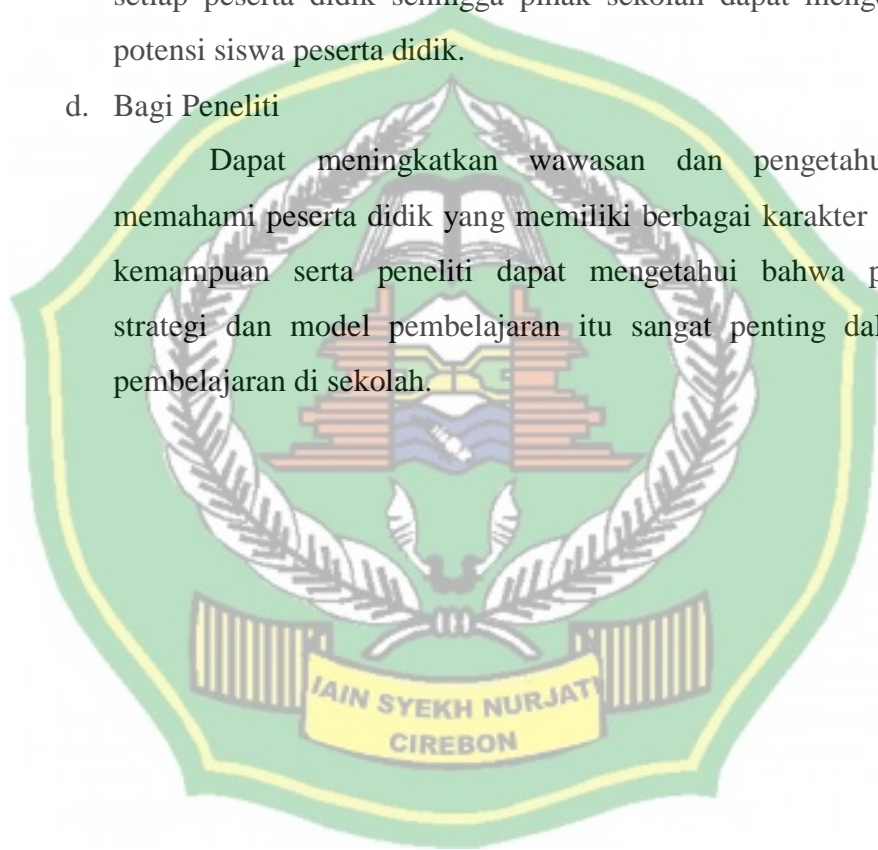 setiap peserta didik sehingga pihak sekolah dapat
potensi siswa peserta didik.
d. Bagi Peneliti
Dapat meningkatkan wawasan dan
memahami peserta didik yang memiliki berbagai karakter
kemampuan serta peneliti dapat mengetahui bahwa
strategi dan model pembelajaran itu sangat penting
pembelajaran di sekolah.
IAIN SYEKH NURJATI
CIREBON